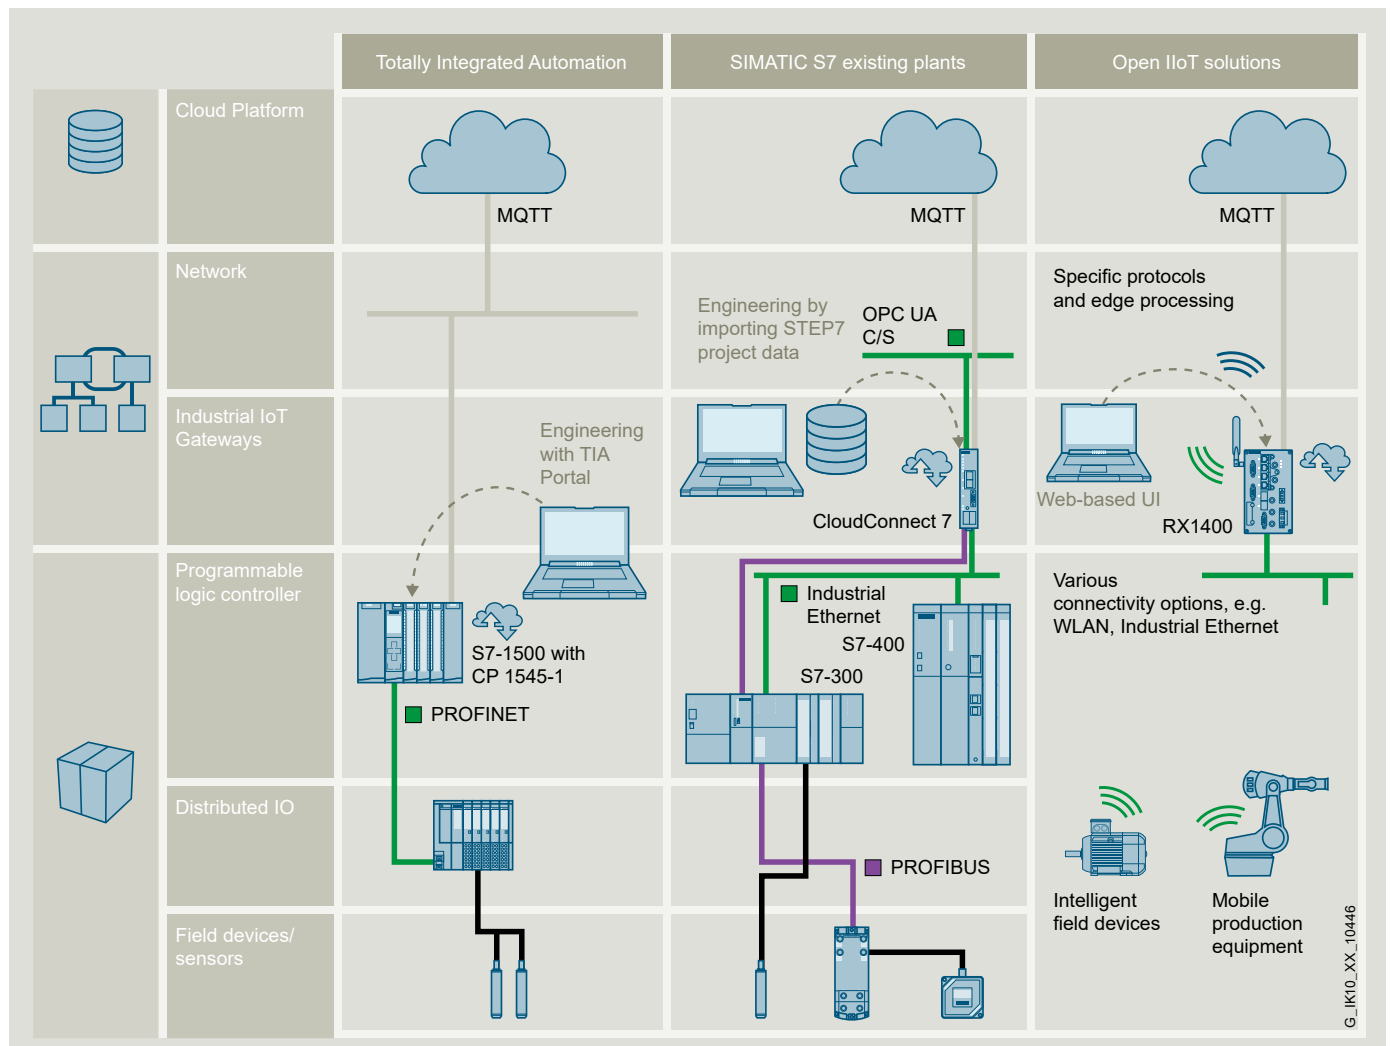 Totally Integrated Automation
SIMATIC S7 existing plants
Open IIoT solutions
Cloud Platform
MQTT
MQTT
MQTT
Network
Engineering by
importing STEP7
project data
OPC UA
C/S
Specific protocols
and edge processing
Industrial IoT
Gateways
Engineering
with TIA
Portal
CloudConnect 7
Web-based UI
RX1400
Programmable
logic controller
S7-1500 with
CP 1545-1
PROFINET
Industrial
Ethernet
S7-400
S7-300
Various
connectivity options, e.g.
WLAN, Industrial Ethernet
Distributed IO
PROFIBUS
Intelligent
field devices
Mobile
production
equipment
Field devices/
sensors
G_IK10_XX_10446